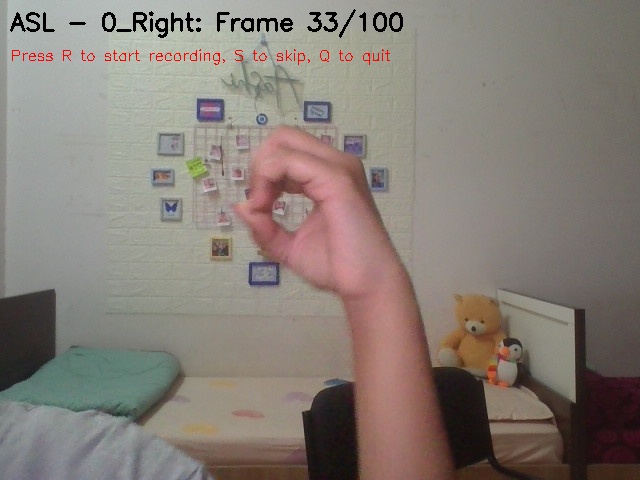 ASL - 0_Right: Frame 33/100
Press R to start recording, S to skip, Q to quit